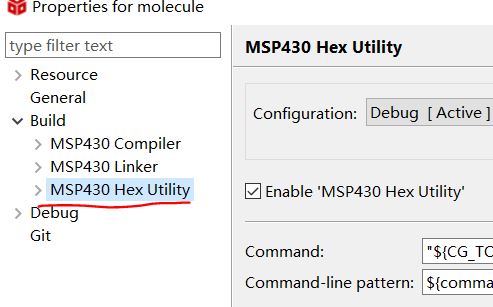 Properties for molecule
type filter text
Resource
General
Build
MSP430 Compiler
MSP430 Linker
MSP430 Hex Utility
Debug
Git
MSP430 Hex Utility
Configuration: Debug [ Active ]
Enable 'MSP430 Hex Utility'
Command: "${CG_TO
Command-line pattern: ${comma